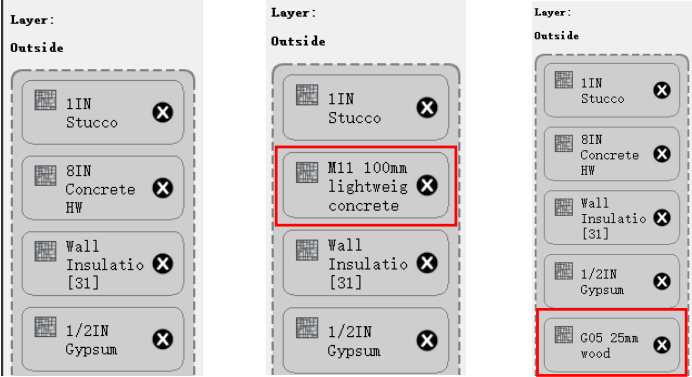 Layer:
Outside
1IN
Stucco
8IN
Concrete
HW
Wall
Insulatio
[31]
1/2IN
Gypsum
Layer:
Outside
1IN
Stucco
M11 100mm
lightweig
concrete
Wall
Insulatio
[31]
1/2IN
Gypsum
Layer:
Outside
1IN
Stucco
8IN
Concrete
HW
Wall
Insulatio
[31]
1/2IN
Gypsum
G05 25mm
wood